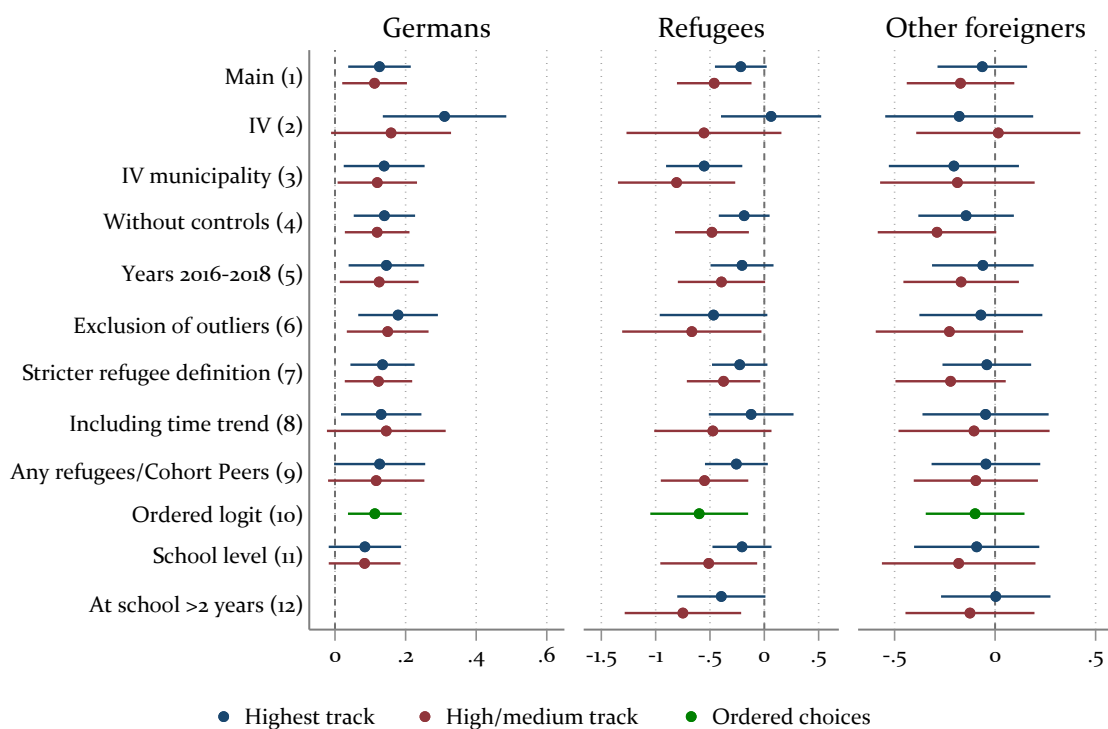 Germans Refugees Other foreigners
Main (1)
IV (2)
IV municipality (3)
Without controls (4)
Years 2016-2018 (5)
Exclusion of outliers (6)
Stricter refugee definition (7)
Including time trend (8)
Any refugees/Cohort Peers (9)
Ordered logit (10)
School level (11)
At school >2 years (12)
0 .2 .4 .6 -1.5 -1 -.5 0 .5 -.5 0 .5
Highest track High/medium track Ordered choices